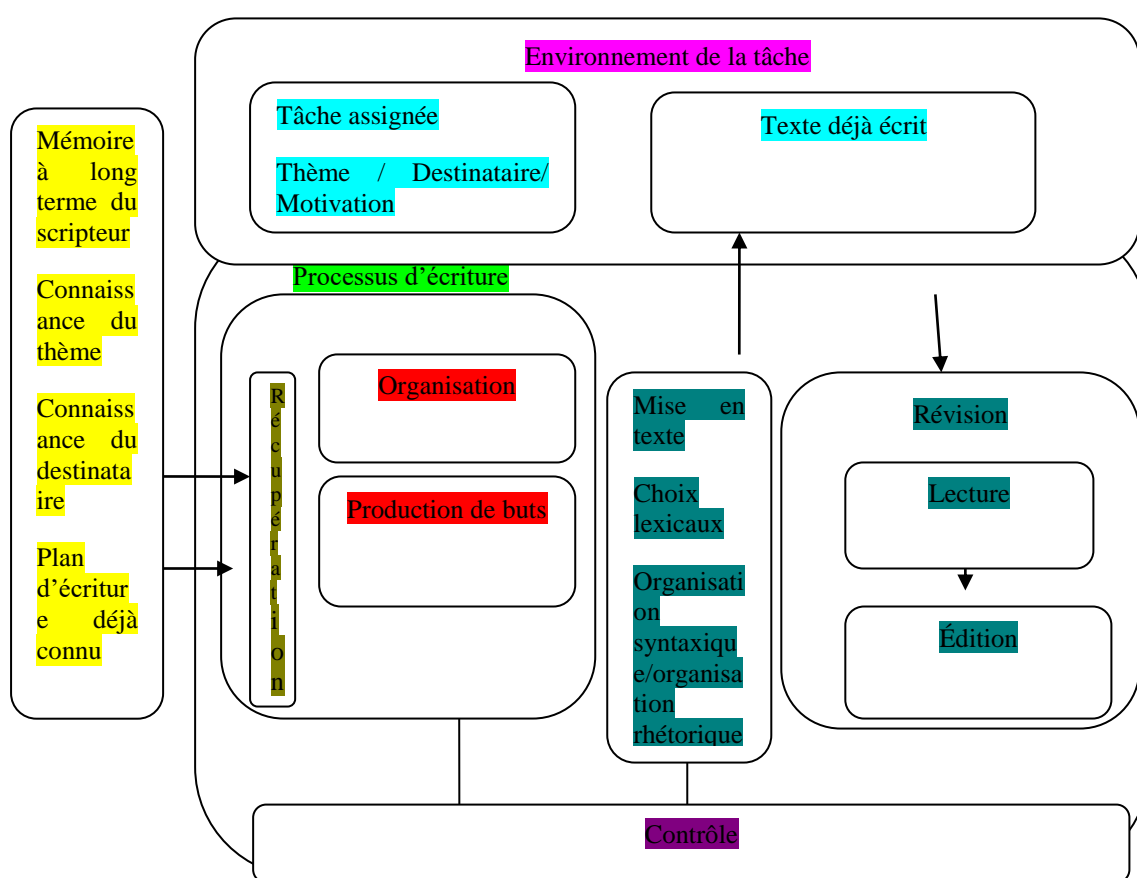 Environnement de la tâche
Tâche assignée
Thème / Destinataire/
Motivation
Texte déjà écrit
Mémoire
à long
terme du
scripteur
Connaiss
ance du
thème
Connaiss
ance du
destinata
ire
Plan
d'écritur
e déjà
connu
Processus d'écriture
Récupération
Organisation
Production de buts
Mise en
texte
Choix
lexicaux
Organisati
on
syntaxiqu
e/organisa
tion
rhétorique
Révision
Lecture
Édition
Contrôle